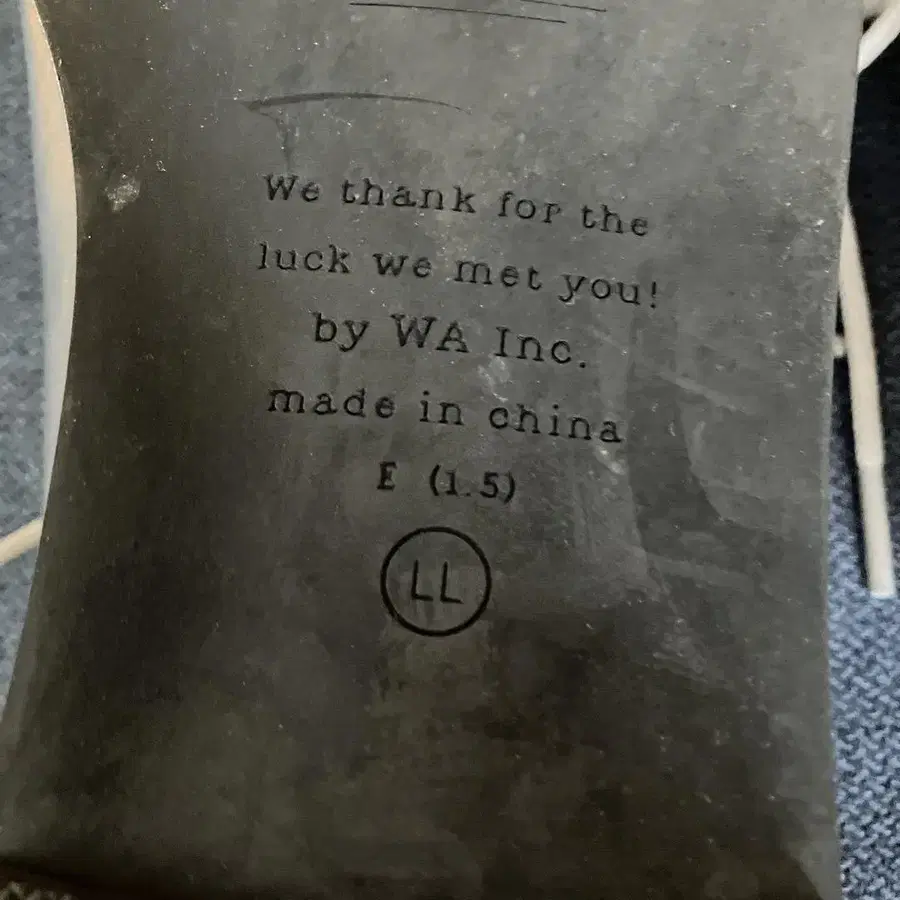 We thank for the
luck we met you!
by WA Inc.
made in china
E (1.5)
LL